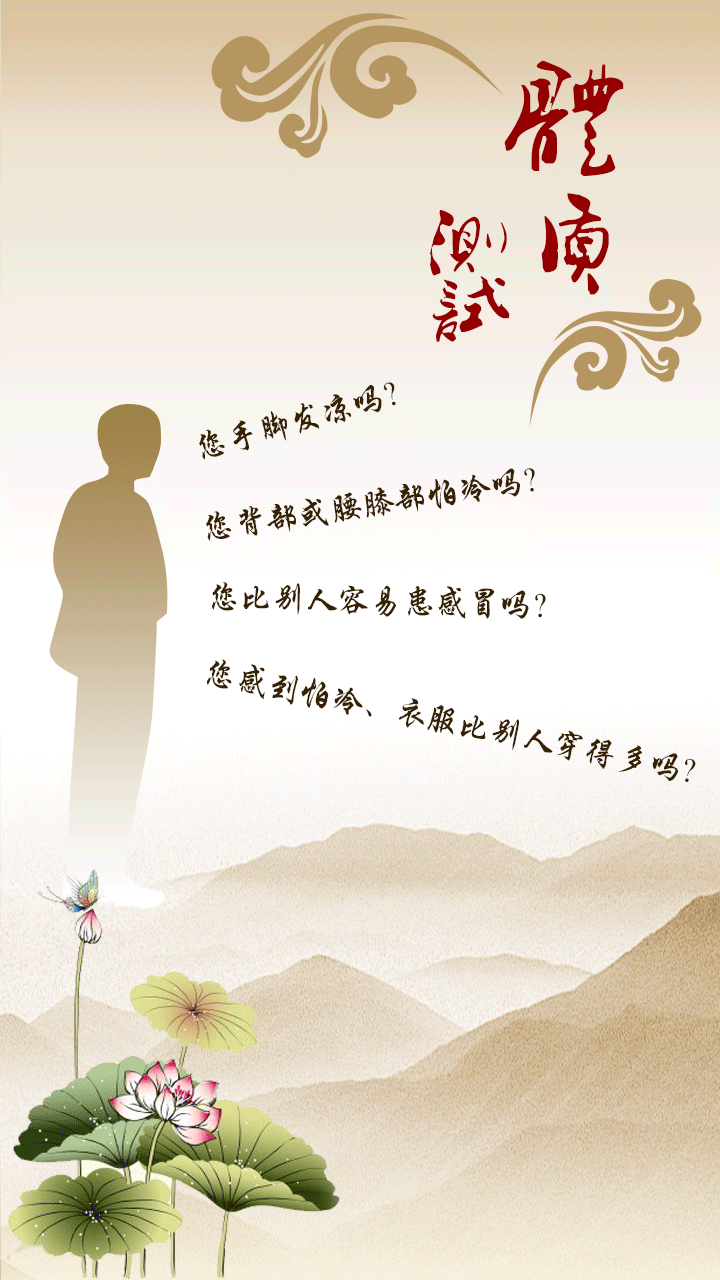 體質
測試
您手脚发凉吗？
您背部或腰膝部怕冷吗？
您比别人容易患感冒吗？
您感到怕冷、衣服比别人穿得多吗？